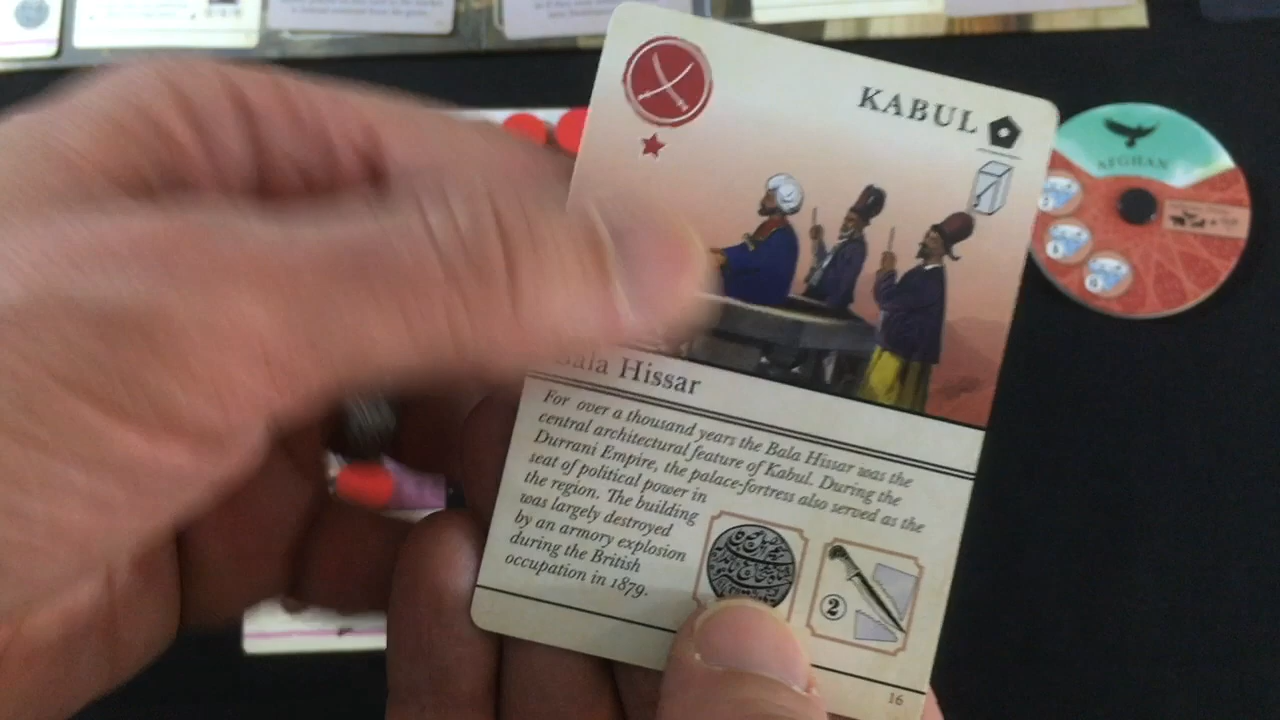 KABUL
AFGHAN
Bala Hissar
For over a thousand years the Bala Hissar was the
central architectural feature of Kabul. During the
Durrani Empire, the palace-fortress also served as the
seat of political power in
the region. The building
was largely destroyed
by an armory explosion
during the British
occupation in 1879.
2
16